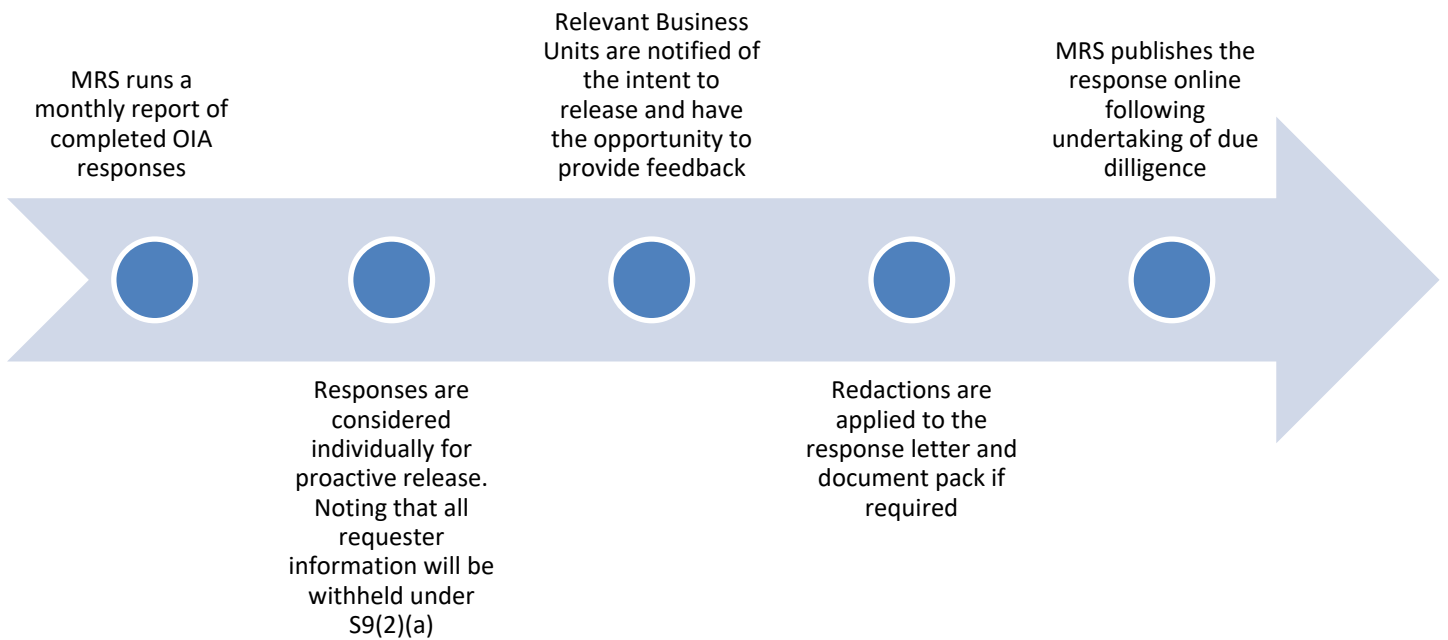 MRS runs a
monthly report of
completed OIA
responses
Responses are
considered
individually for
proactive release.
Noting that all
requester
information will be
withheld under
S9(2)(a)
Relevant Business
Units are notified of
the intent to
release and have
the opportunity to
provide feedback
Redactions are
applied to the
response letter and
document pack if
required
MRS publishes the
response online
following
undertaking of due
dilligence